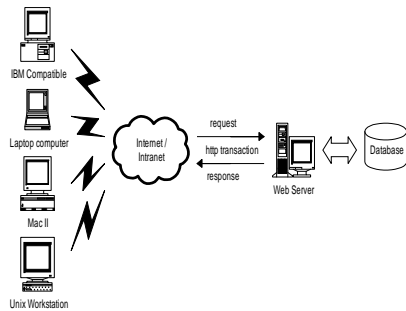 IBM Compatible
Laptop computer
Mac II
Unix Workstation
Internet /
Intranet
request
http transaction
response
Web Server
Database